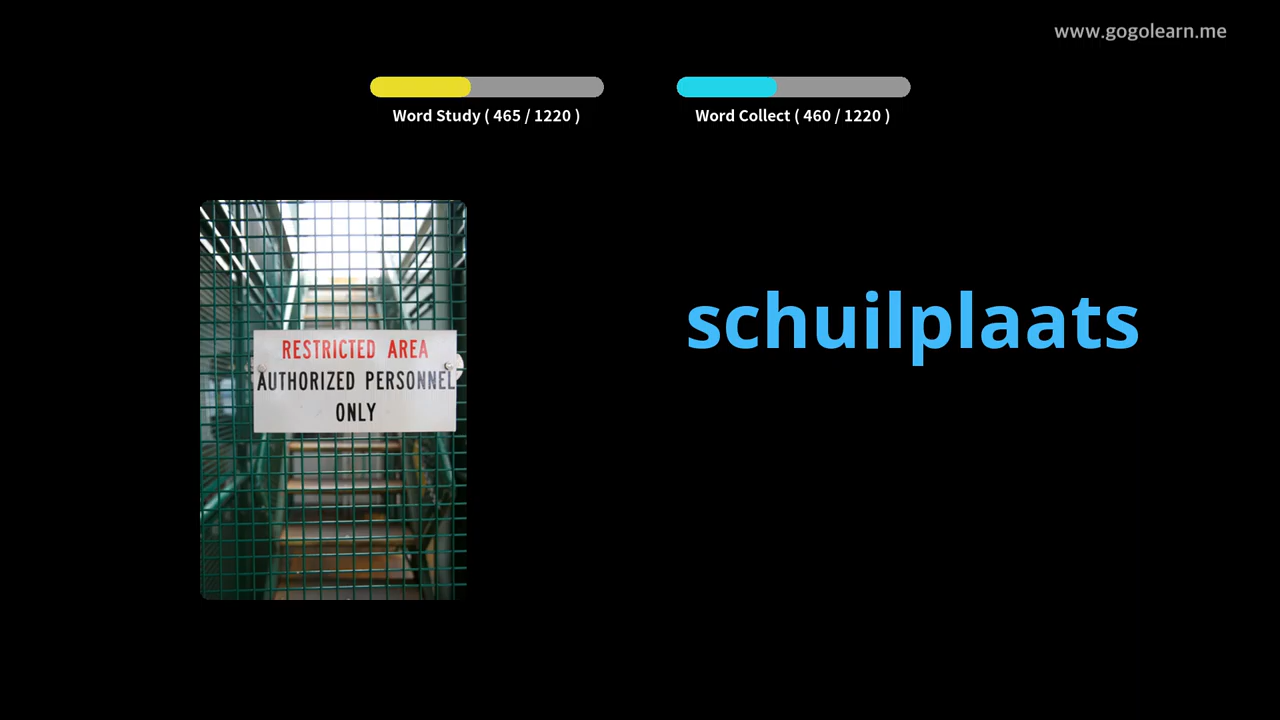 www.gogolearn.me
Word Study ( 465 / 1220 )
Word Collect ( 460 / 1220 )
RESTRICTED AREA
AUTHORIZED PERSONNEL
ONLY
schuilplaats